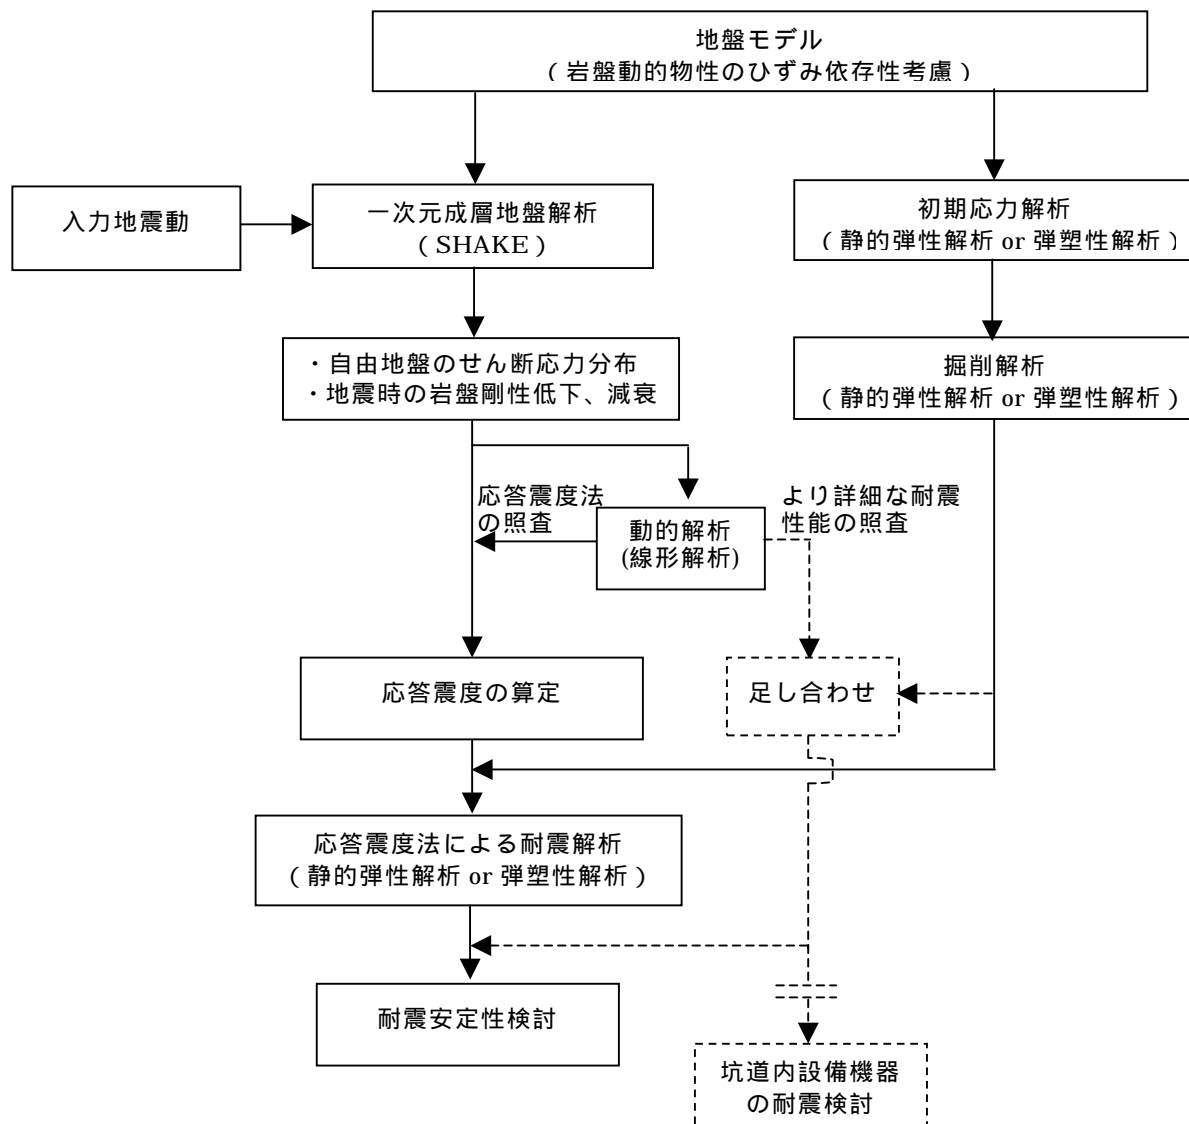 地盤モデル
（岩盤動的物性のひずみ依存性考慮）
入力地震動
一次元成層地盤解析
（SHAKE）
初期応力解析
（静的弾性解析 or 弾塑性解析）
・自由地盤のせん断応力分布
・地震時の岩盤剛性低下、減衰
掘削解析
（静的弾性解析 or 弾塑性解析）
応答震度法
の照査
より詳細な耐震
性能の照査
動的解析
(線形解析)
応答震度の算定
足し合わせ
応答震度法による耐震解析
（静的弾性解析 or 弾塑性解析）
耐震安定性検討
坑道内設備機器
の耐震検討